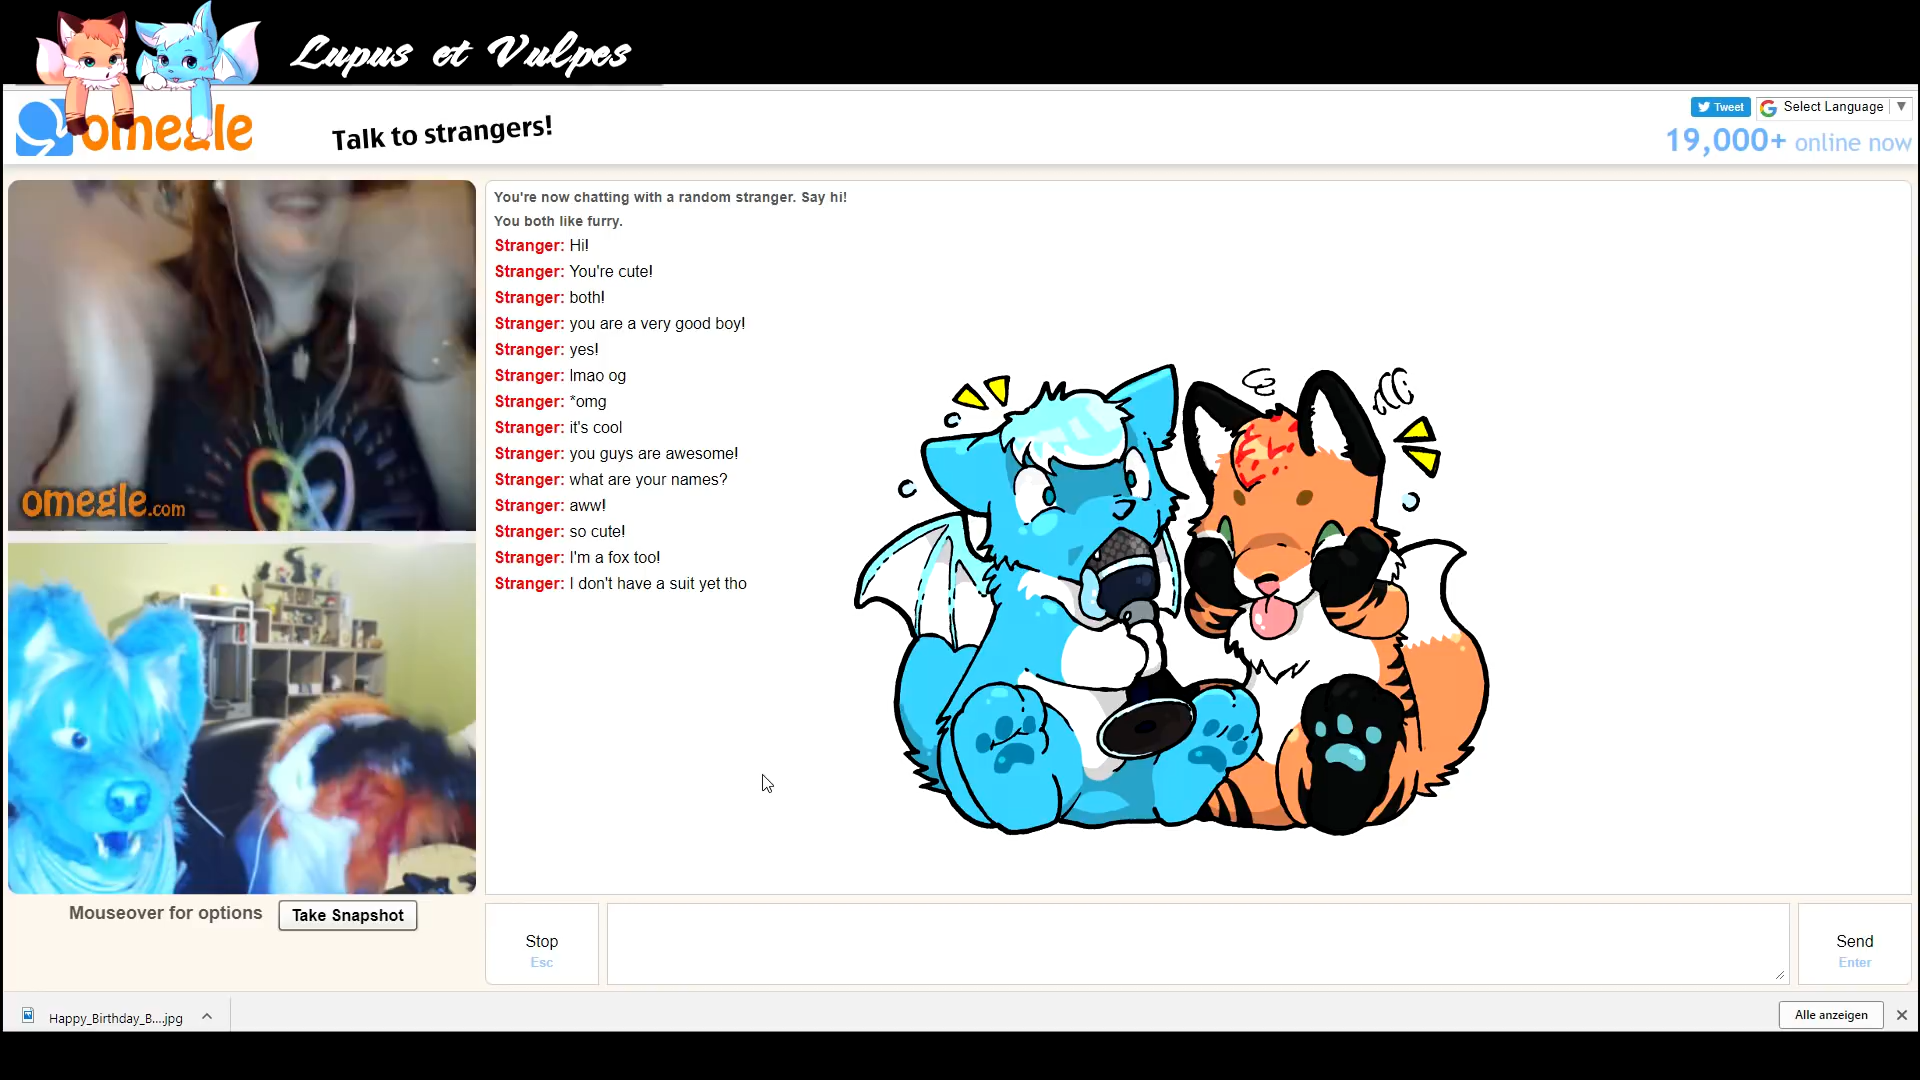 Lupus et Vulpes
omegle
Talk to strangers!
Tweet
Select Language
19,000+ online now
You're now chatting with a random stranger. Say hi!
You both like furry.
Stranger: Hi!
Stranger: You're cute!
Stranger: both!
Stranger: you are a very good boy!
Stranger: yes!
Stranger: lmao og
Stranger: *omg
Stranger: it's cool
Stranger: you guys are awesome!
Stranger: what are your names?
Stranger: aww!
Stranger: so cute!
Stranger: I'm a fox too!
Stranger: I don't have a suit yet tho
omegle.com
Mouseover for options
Take Snapshot
Stop
Esc
Send
Enter
Happy_Birthday_B....jpg
Alle anzeigen